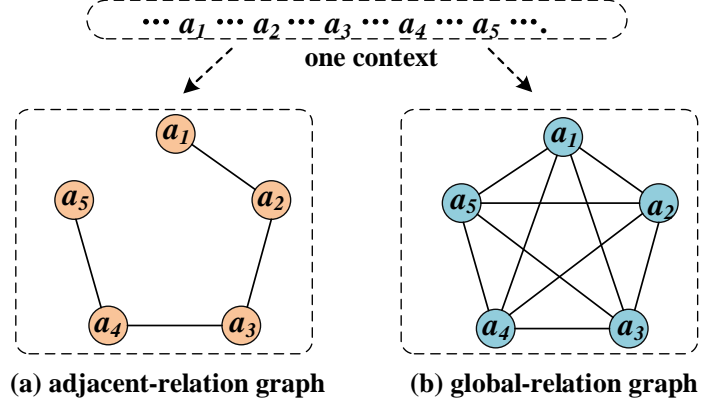 ··· a1 ··· a2 ··· a3 ··· a4 ··· a5 ···.
one context
a1
a5
a2
a4
a3
(a) adjacent-relation graph
a1
a5
a2
a4
a3
(b) global-relation graph